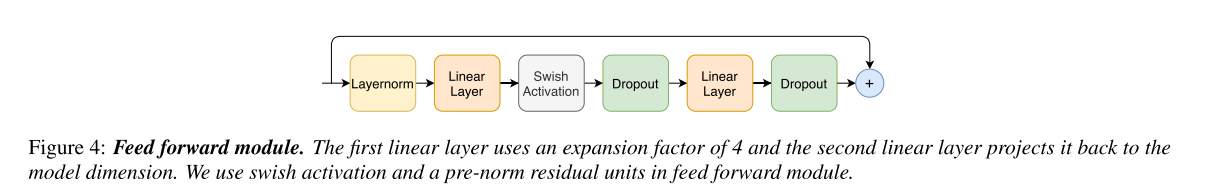 Layernorm
Linear
Layer
Swish
Activation
Dropout
Linear
Layer
Dropout
+
Figure 4: Feed forward module. The first linear layer uses an expansion factor of 4 and the second linear layer projects it back to the
model dimension. We use swish activation and a pre-norm residual units in feed forward module.